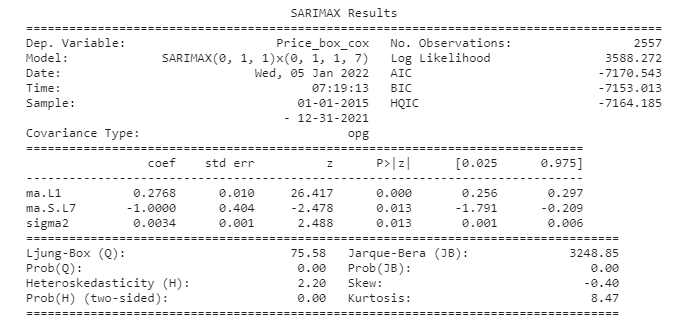 SARIMAX Results
==============================================================================
Dep. Variable: Price_box_cox No. Observations: 2557
Model: SARIMAX(0, 1, 1)x(0, 1, 1, 7) Log Likelihood 3588.272
Date: Wed, 05 Jan 2022 AIC -7170.543
Time: 07:19:13 BIC -7153.013
Sample: 01-01-2015 HQIC -7164.185
- 12-31-2021
Covariance Type: opg
==============================================================================
coef std err z P>|z| [0.025 0.975]
------------------------------------------------------------------------------
ma.L1 0.2768 0.010 26.417 0.000 0.256 0.297
ma.S.L7 -1.0000 0.404 -2.478 0.013 -1.791 -0.209
sigma2 0.0034 0.001 2.488 0.013 0.001 0.006
==============================================================================
Ljung-Box (Q): 75.58 Jarque-Bera (JB): 3248.85
Prob(Q): 0.00 Prob(JB): 0.00
Heteroskedasticity (H): 2.20 Skew: -0.40
Prob(H) (two-sided): 0.00 Kurtosis: 8.47
==============================================================================